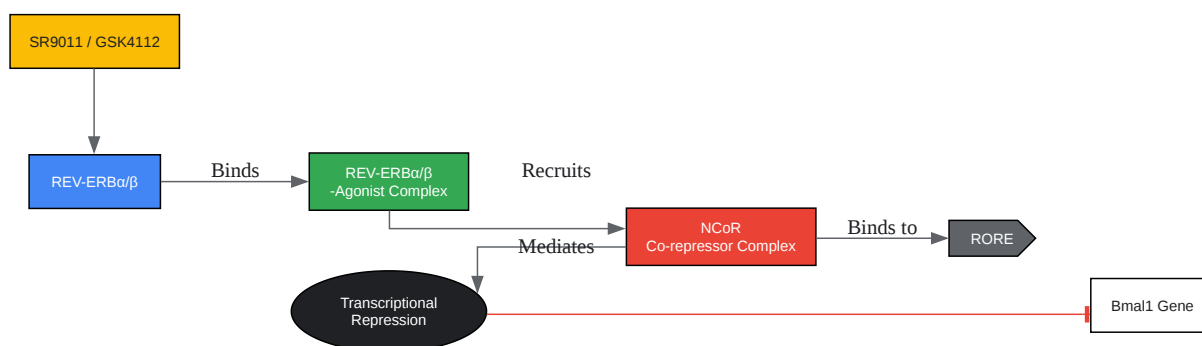 SR9011 / GSK4112
REV-ERBα/β
Binds
REV-ERBα/β
-Agonist Complex
Recruits
NCoR
Co-repressor Complex
Binds to
RORE
Mediates
Transcriptional
Repression
Bmal1 Gene